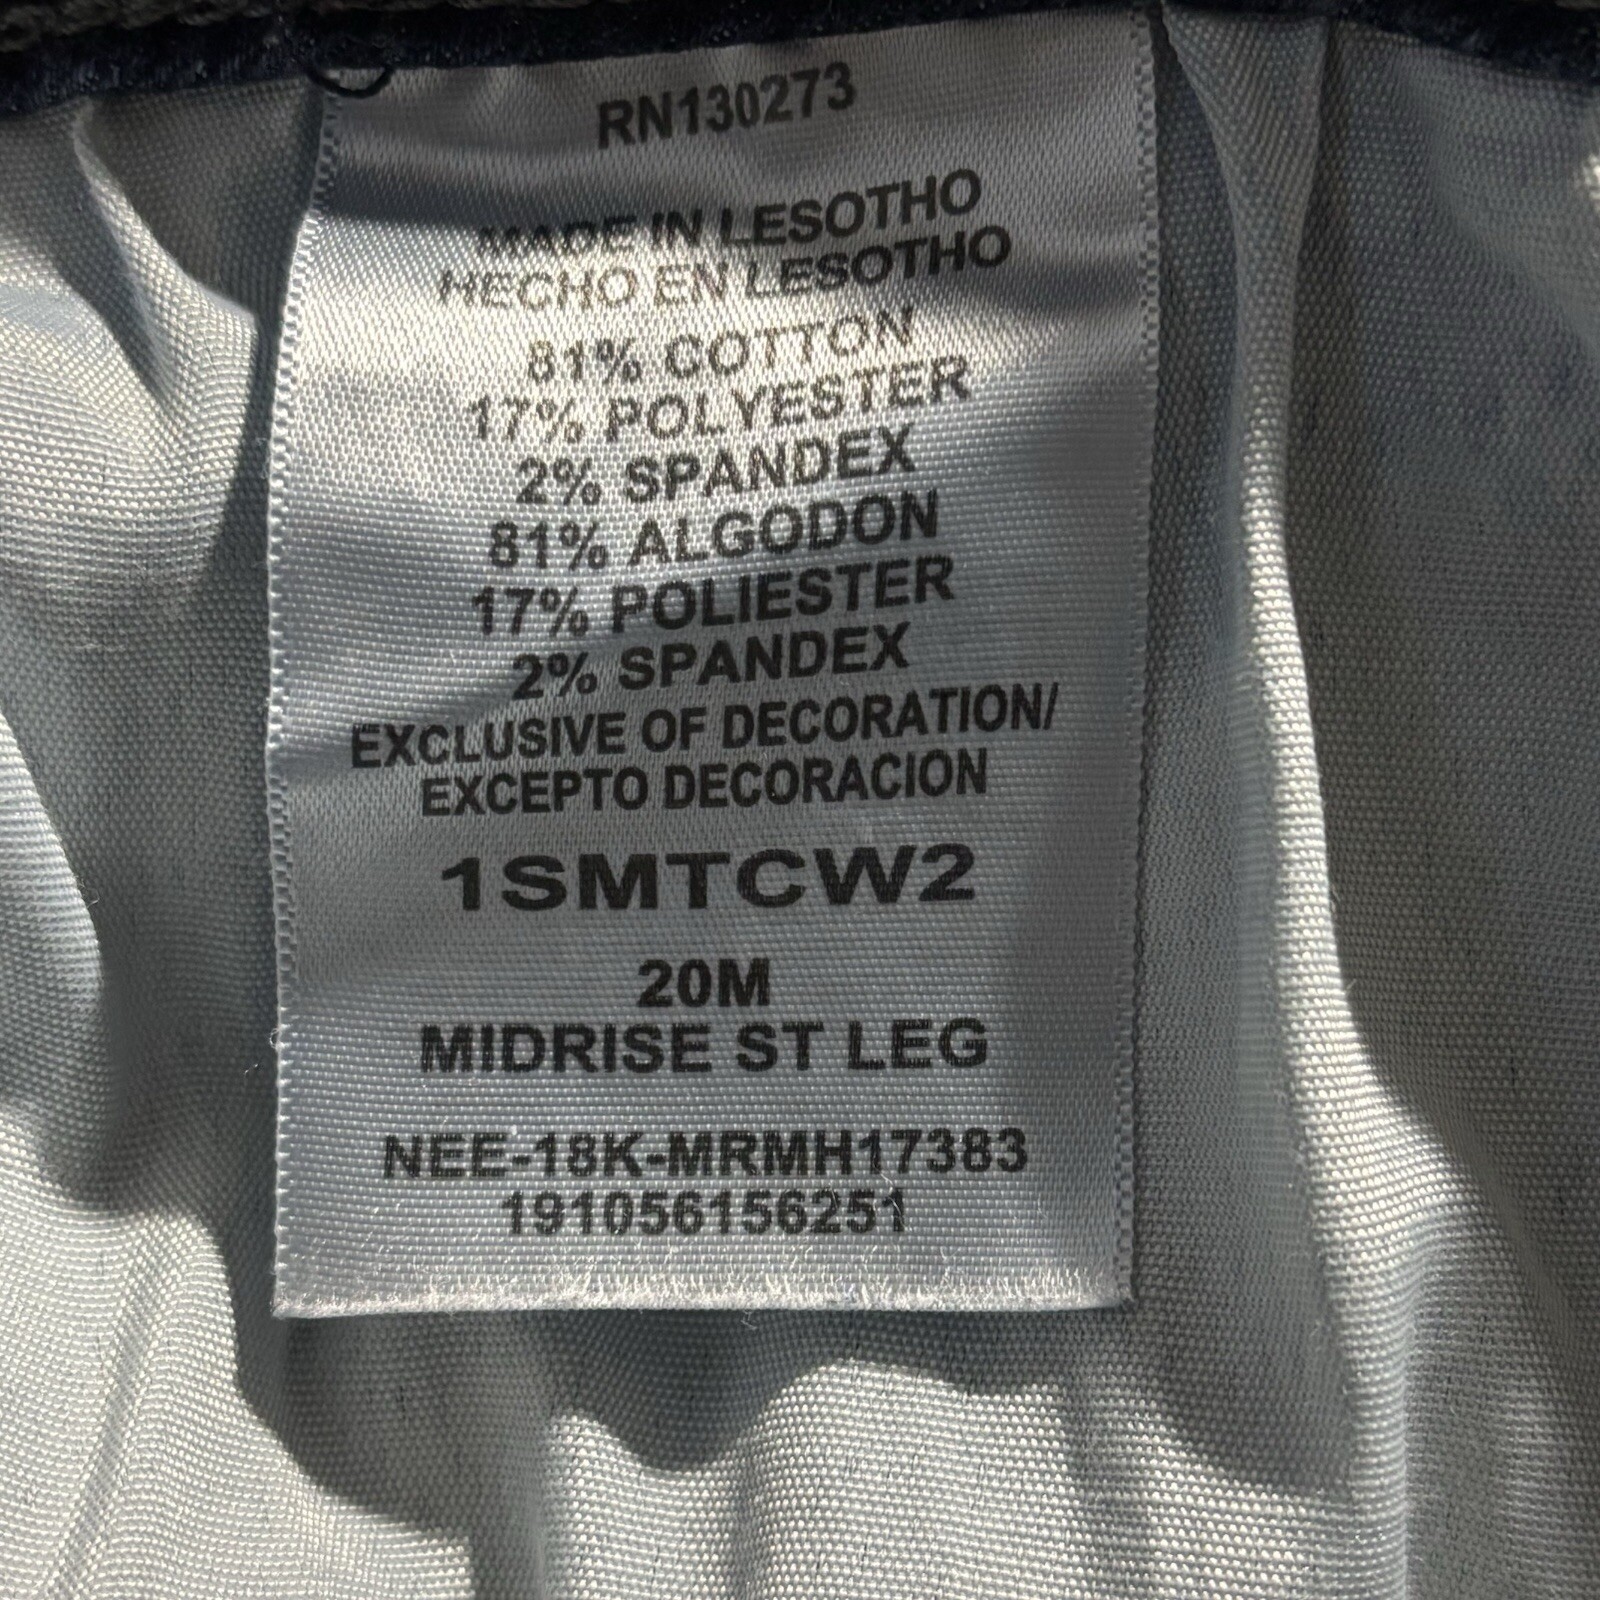 RN130273
MADE IN LESOTHO
HECHO EN LESOTHO
81% COTTON
17% POLYESTER
2% SPANDEX
81% ALGODON
17% POLIESTER
2% SPANDEX
EXCLUSIVE OF DECORATION/
EXCEPTO DECORACION
1SMTCW2
20M
MIDRISE ST LEG
NEE-18K-MRMH17383
191056156251